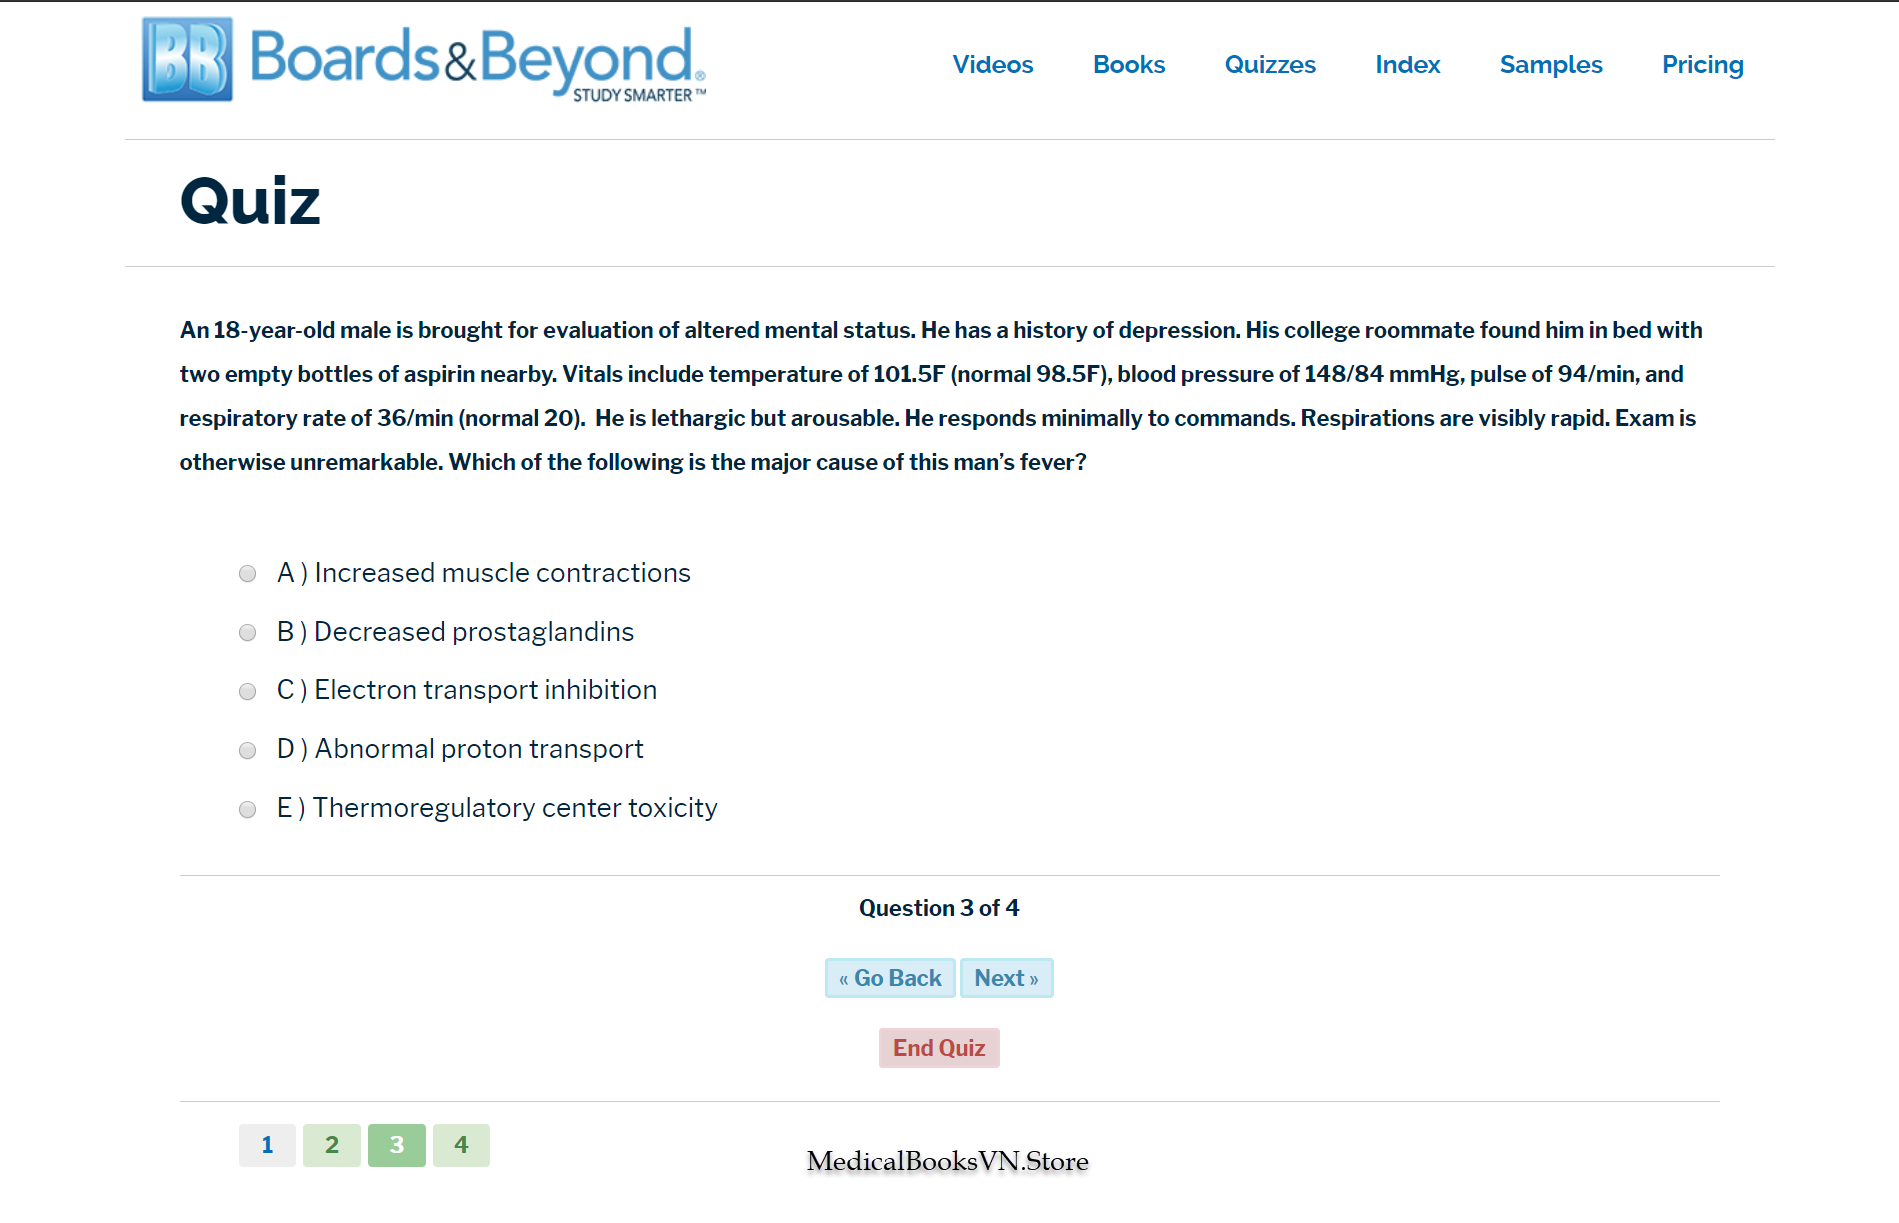 BB Boards&Beyond®
STUDY SMARTER™
Videos Books Quizzes Index Samples Pricing
Quiz
An 18-year-old male is brought for evaluation of altered mental status. He has a history of depression. His college roommate found him in bed with
two empty bottles of aspirin nearby. Vitals include temperature of 101.5F (normal 98.5F), blood pressure of 148/84 mmHg, pulse of 94/min, and
respiratory rate of 36/min (normal 20). He is lethargic but arousable. He responds minimally to commands. Respirations are visibly rapid. Exam is
otherwise unremarkable. Which of the following is the major cause of this man’s fever?
A ) Increased muscle contractions
B ) Decreased prostaglandins
C ) Electron transport inhibition
D ) Abnormal proton transport
E ) Thermoregulatory center toxicity
Question 3 of 4
« Go Back Next »
End Quiz
1 2 3 4
MedicalBooksVN.Store